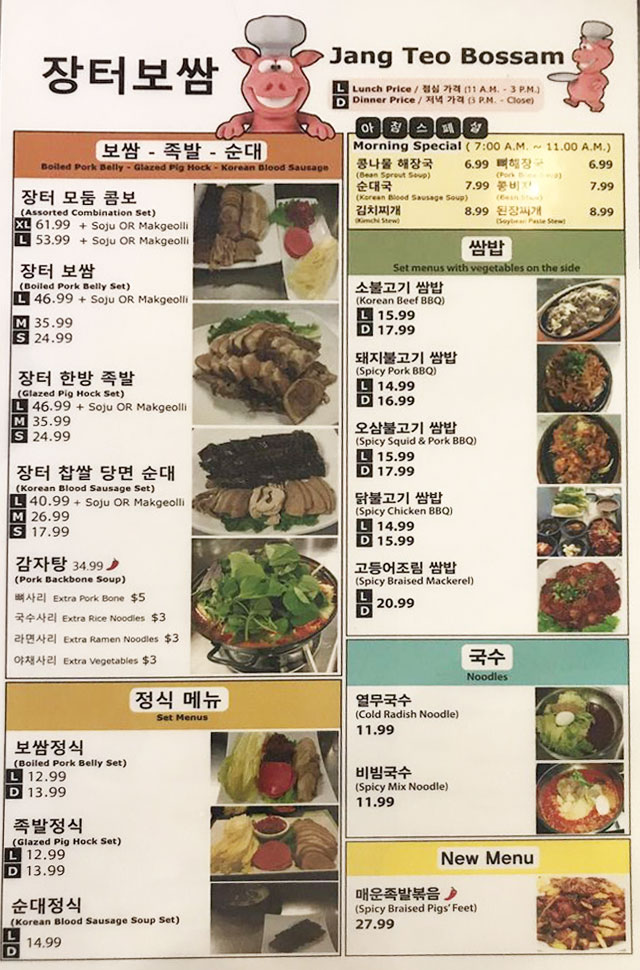 장터보쌈
Jang Teo Bossam
L Lunch Price / 점심 가격 (11 A.M. - 3 P.M.)
D Dinner Price / 저녁 가격 (3 P.M. - Close)
보쌈 - 족발 - 순대
Boiled Pork Belly - Glazed Pig Hock - Korean Blood Sausage
장터 모둠 콤보
(Assorted Combination Set)
XL 61.99 + Soju OR Makgeolli
L 53.99 + Soju OR Makgeolli
장터 보쌈
(Boiled Pork Belly Set)
L 46.99 + Soju OR Makgeolli
M 35.99
S 24.99
장터 한방 족발
(Glazed Pig Hock Set)
L 46.99 + Soju OR Makgeolli
M 35.99
S 24.99
장터 찹쌀 당면 순대
(Korean Blood Sausage Set)
L 40.99 + Soju OR Makgeolli
M 26.99
S 17.99
감자탕 34.99
(Pork Backbone Soup)
뼈사리 Extra Pork Bone $5
국수사리 Extra Rice Noodles $3
라면사리 Extra Ramen Noodles $3
야채사리 Extra Vegetables $3
정식 메뉴
Set Menus
보쌈정식
(Boiled Pork Belly Set)
L 12.99
D 13.99
족발정식
(Glazed Pig Hock Set)
L 12.99
D 13.99
순대정식
(Korean Blood Sausage Soup Set)
L
D 14.99
아침스페셜
Morning Special ( 7:00 A.M. ~ 11.00 A.M.)
콩나물 해장국 6.99 뼈해장국 6.99
(Bean Sprout Soup) (Pork Soup)
순대국 7.99 콩비지 7.99
(Korean Blood Sausage Soup)
김치찌개 8.99 된장찌개 8.99
(Kimchi Stew) (Soybean Paste Stew)
쌈밥
Set menus with vegetables on the side
소불고기 쌈밥
(Korean Beef BBQ)
L 15.99
D 17.99
돼지불고기 쌈밥
(Spicy Pork BBQ)
L 14.99
D 16.99
오삼불고기 쌈밥
(Spicy Squid & Pork BBQ)
L 15.99
D 17.99
닭불고기 쌈밥
(Spicy Chicken BBQ)
L 14.99
D 15.99
고등어조림 쌈밥
(Spicy Braised Mackerel)
L
D 20.99
국수
Noodles
열무국수
(Cold Radish Noodle)
11.99
비빔국수
(Spicy Mix Noodle)
11.99
New Menu
매운족발볶음
(Spicy Braised Pigs' Feet)
27.99